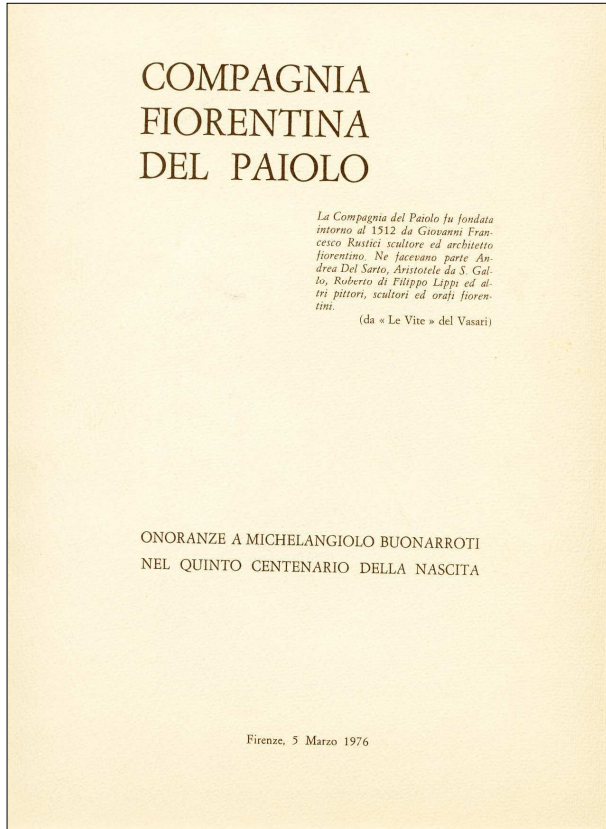 COMPAGNIA
FIORENTINA
DEL PAIOLO
La Compagnia del Paiolo fu fondata
intorno al 1512 da Giovanni Fran-
cesco Rustici scultore ed architetto
fiorentino. Ne facevano parte An-
drea Del Sarto, Aristotele da S. Gal-
lo, Roberto di Filippo Lippi ed al-
tri pittori, scultori ed orafi fioren-
tini.
(da « Le Vite » del Vasari)
ONORANZE A MICHELANGIOLO BUONARROTI
NEL QUINTO CENTENARIO DELLA NASCITA
Firenze, 5 Marzo 1976